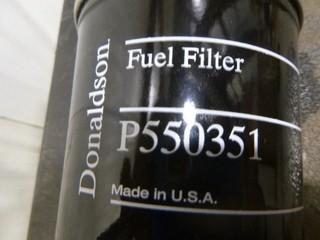 Donaldson.
Fuel Filter
P550351
Made in U.S.A.